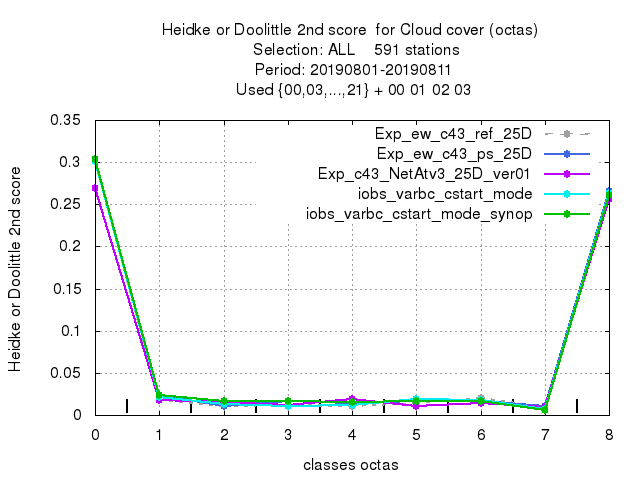 Heidke or Doolittle 2nd score  for Cloud cover (octas)
Selection: ALL    591 stations
Period: 20190801-20190811
Used {00,03,...,21} + 00 01 02 03
Heidke or Doolittle 2nd score
0.35
0.3
0.25
0.2
0.15
0.1
0.05
0
Exp_ew_c43_ref_25D
Exp_ew_c43_ps_25D
Exp_c43_NetAtv3_25D_ver01
iobs_varbc_cstart_mode
iobs_varbc_cstart_mode_synop
0 1 2 3 4 5 6 7 8
classes octas